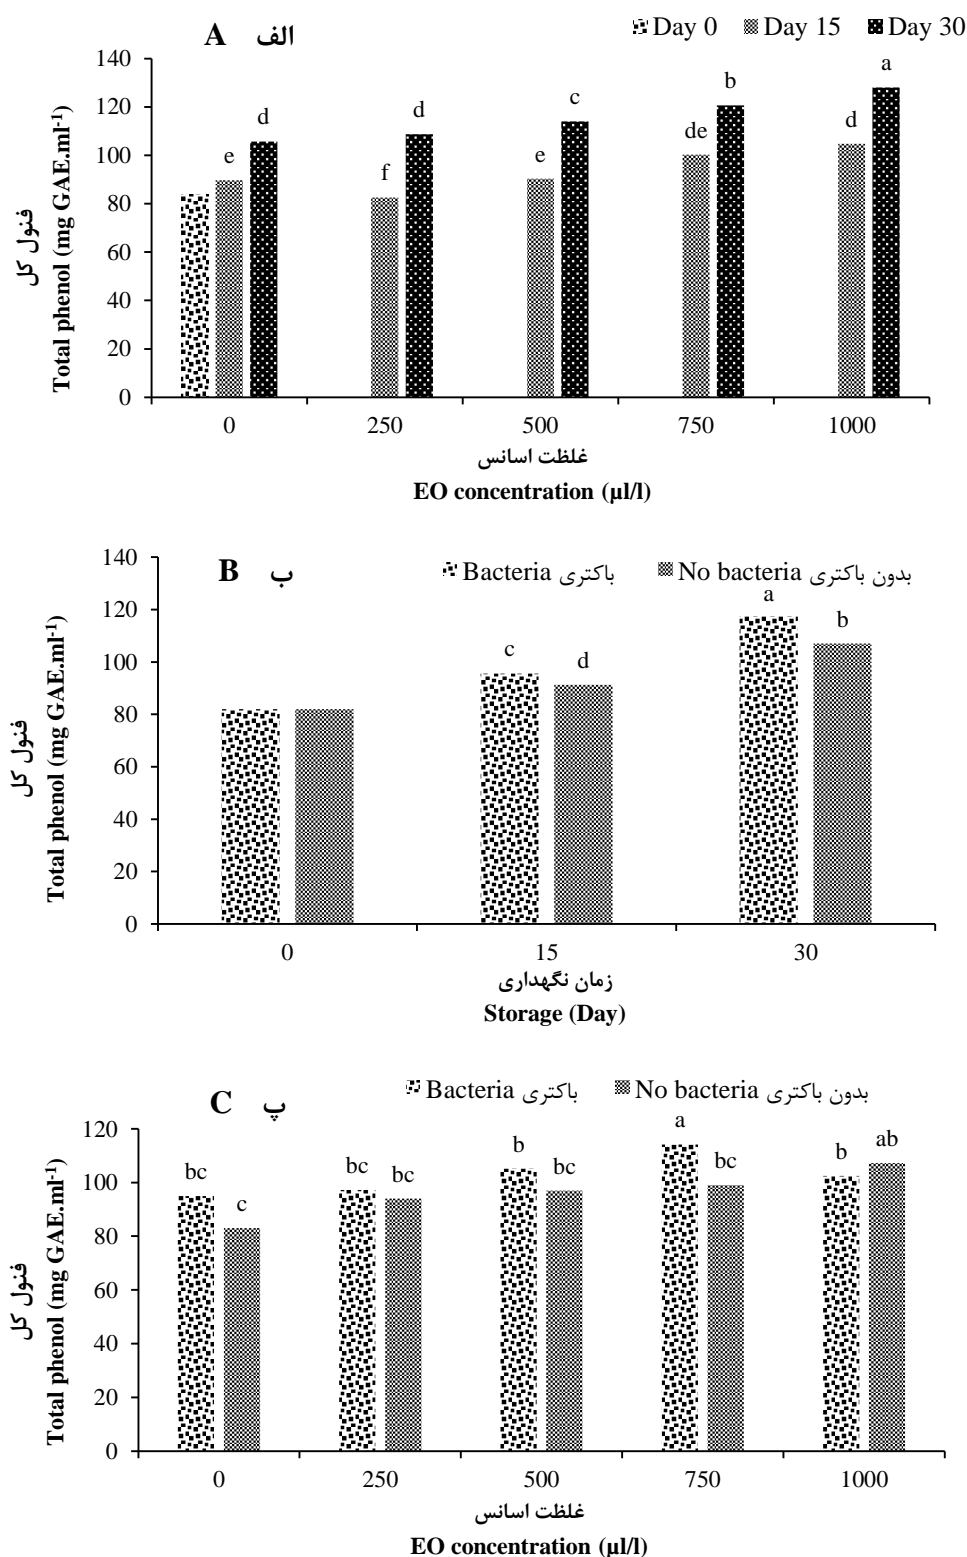 A الف
Day 0 Day 15 Day 30
فنول کل
Total phenol (mg GAE.ml-1)
140
120
100
80
60
40
20
0
e d
f d
e c
de b
d a
0 250 500 750 1000
غلظت اسانس
EO concentration (µl/l)
B ب
Bacteria باکتری No bacteria بدون باکتری
فنول کل
Total phenol (mg GAE.ml-1)
140
120
100
80
60
40
20
0
c d
a b
0 15 30
زمان نگهداری
Storage (Day)
C پ
Bacteria باکتری No bacteria بدون باکتری
فنول کل
Total phenol (mg GAE.ml-1)
120
100
80
60
40
20
0
bc c
bc bc
b bc
a bc
b ab
0 250 500 750 1000
غلظت اسانس
EO concentration (µl/l)